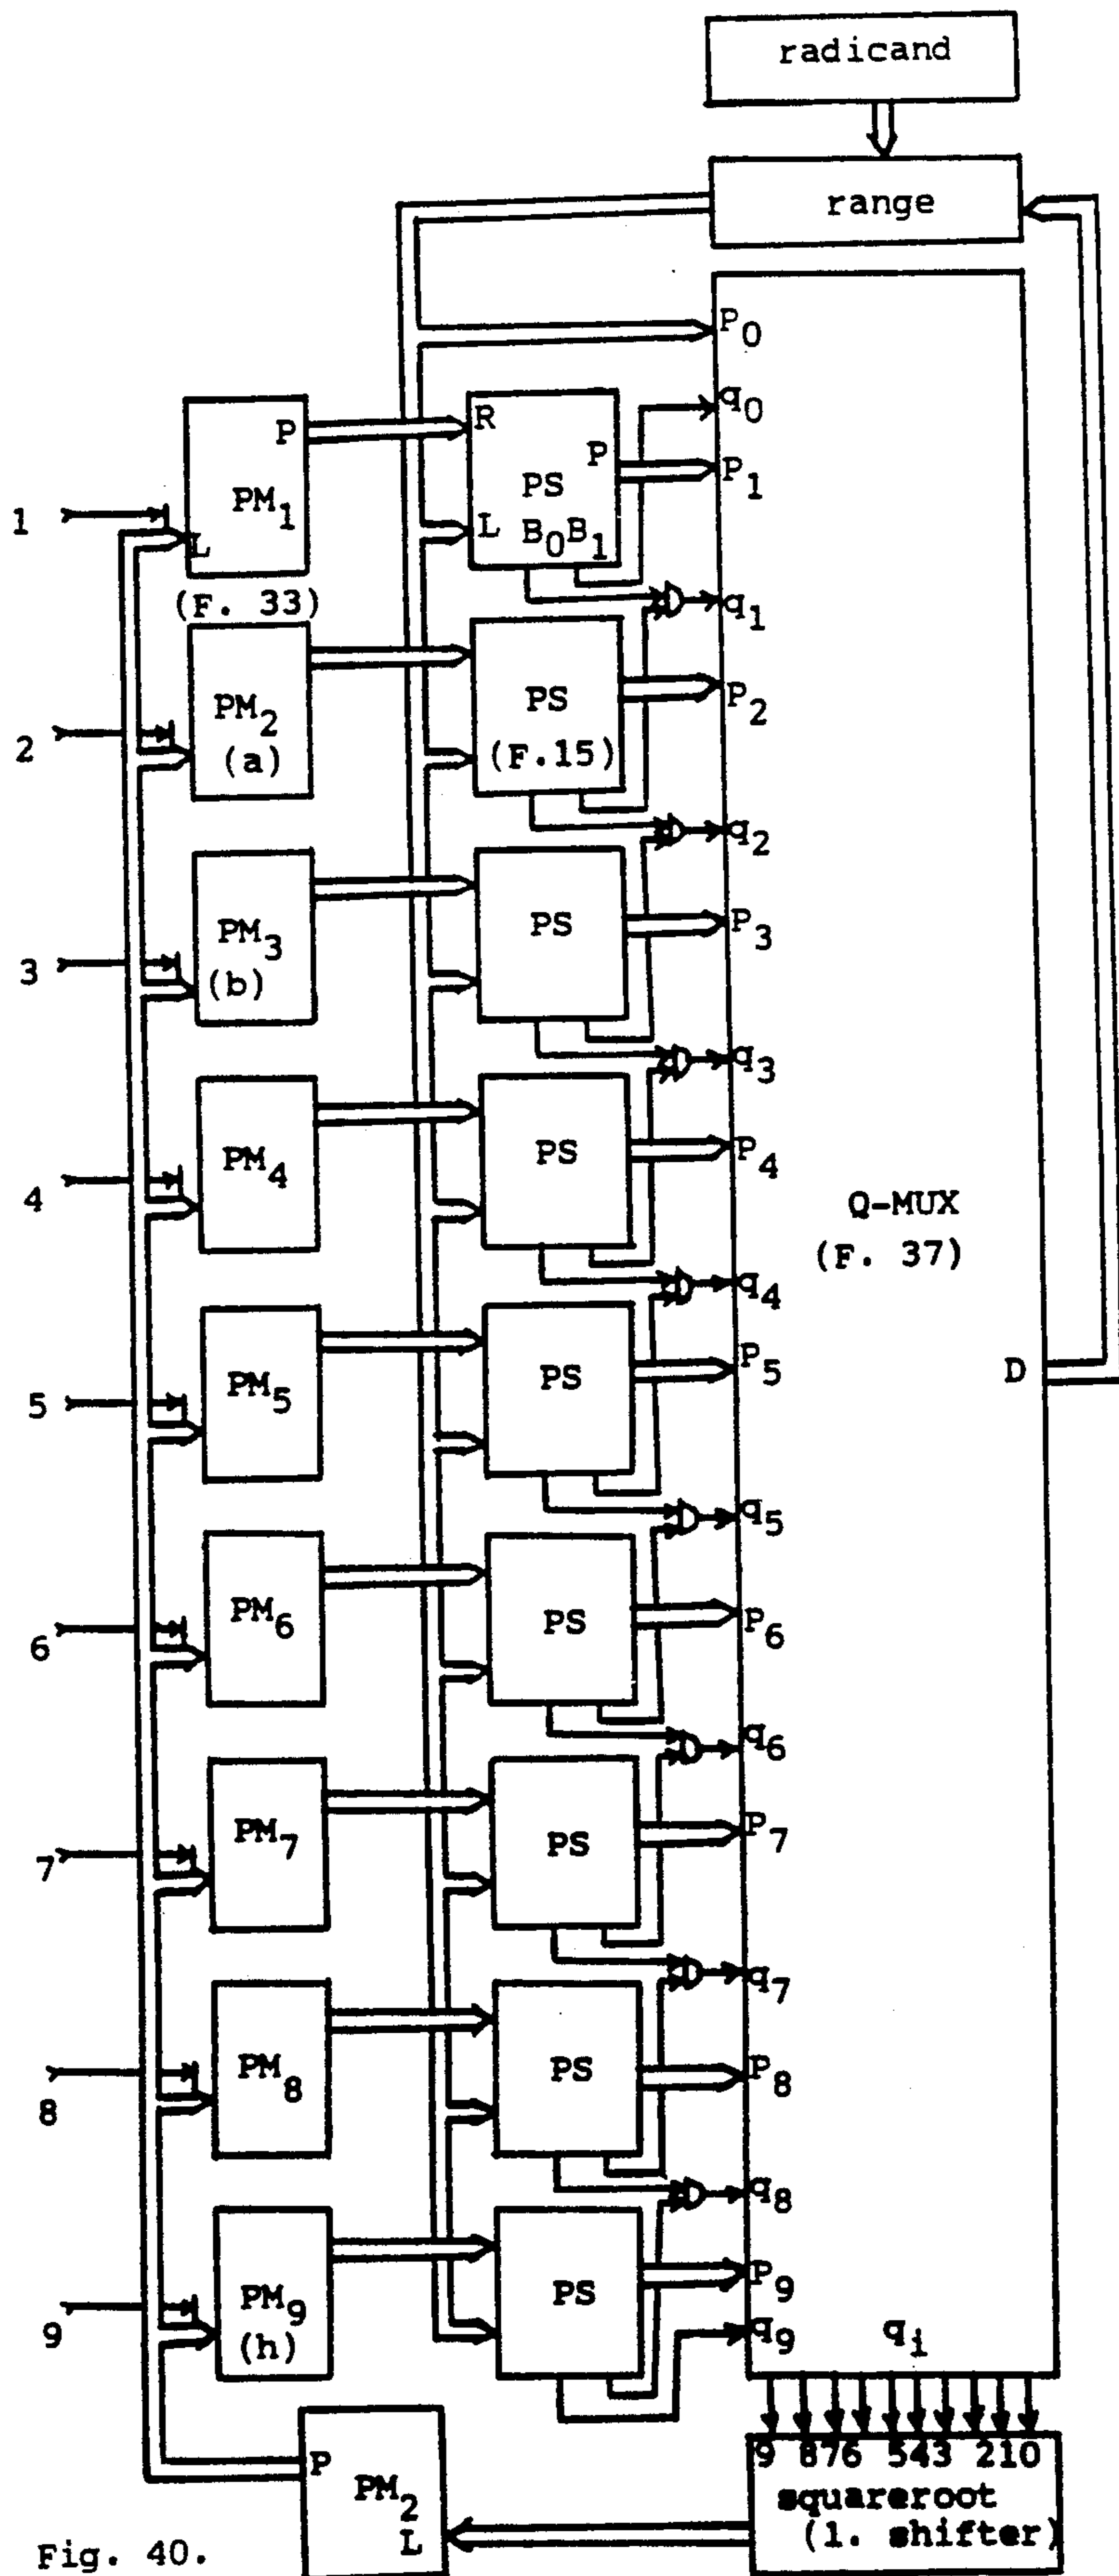 radicand
range
P0
q0
P
R
P
P1
PM1
PS
1
L
L
B0B1
(F. 33)
q1
PM2
PS
P2
2
(a)
(F.15)
q2
PM3
PS
P3
3
(b)
q3
PM4
PS
P4
4
Q-MUX
(F. 37)
q4
PM5
PS
P5
D
5
q5
PM6
PS
P6
6
q6
PM7
PS
P7
7
q7
PM8
PS
P8
8
q8
PM9
PS
P9
9
(h)
q9
qi
P
9 876 543 210
PM2
squareroot
L
(1. shifter)
Fig. 40.